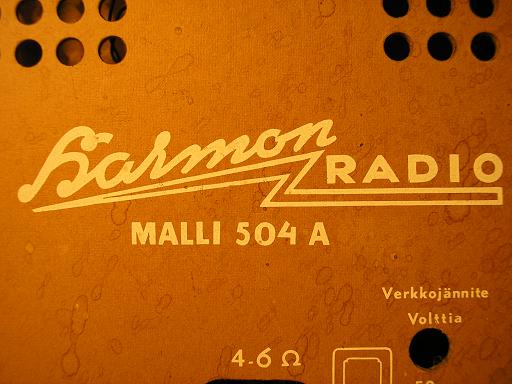 Harmon RADIO
MALLI 504 A
Verkkojännite
Volttia
4-6 Ω